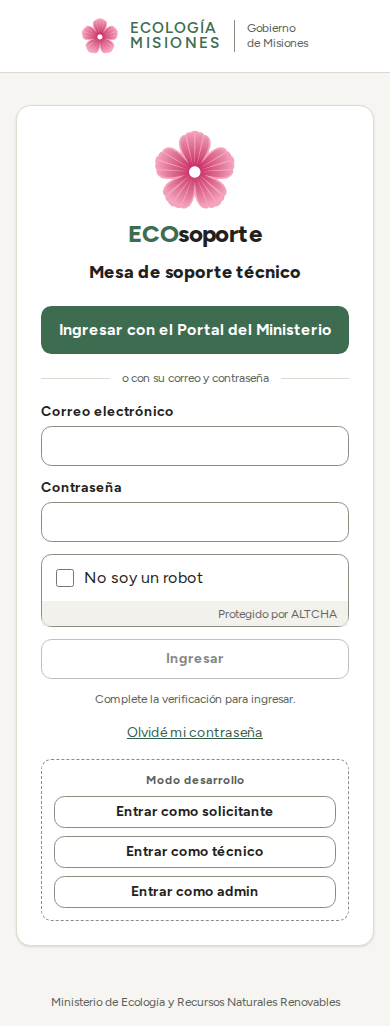 ECOLOGÍA
MISIONES
Gobierno
de Misiones
ECOsoporte
Mesa de soporte técnico
Ingresar con el Portal del Ministerio
o con su correo y contraseña
Correo electrónico
Contraseña
No soy un robot
Protegido por ALTCHA
Ingresar
Complete la verificación para ingresar.
Olvidé mi contraseña
Modo desarrollo
Entrar como solicitante
Entrar como técnico
Entrar como admin
Ministerio de Ecología y Recursos Naturales Renovables